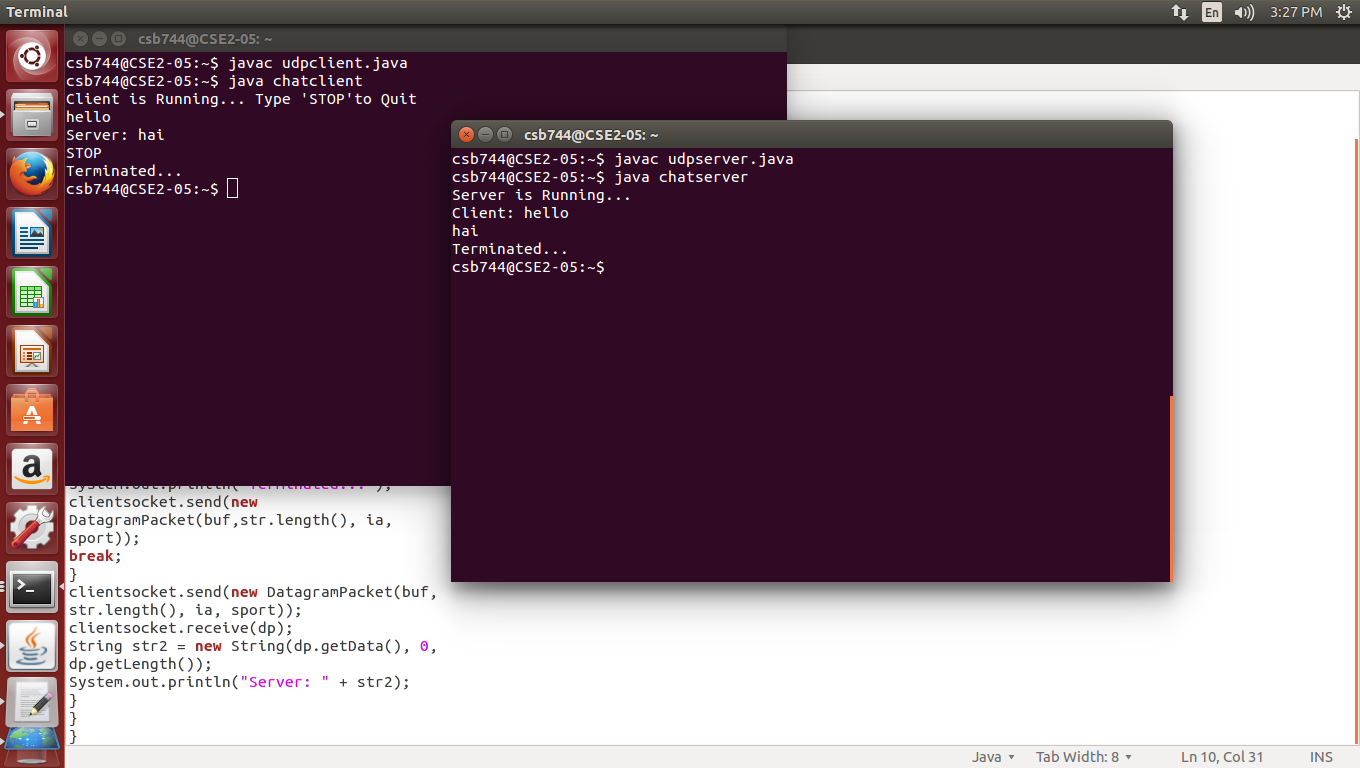 Terminal
En
3:27 PM
csb744@CSE2-05: ~
csb744@CSE2-05:~$ javac udpclient.java
csb744@CSE2-05:~$ java chatclient
Client is Running... Type 'STOP'to Quit
hello
Server: hai
STOP
Terminated...
csb744@CSE2-05:~$
csb744@CSE2-05: ~
csb744@CSE2-05:~$ javac udpserver.java
csb744@CSE2-05:~$ java chatserver
Server is Running...
Client: hello
hai
Terminated...
csb744@CSE2-05:~$
System.out.println("Terminated...");
clientsocket.send(new
DatagramPacket(buf,str.length(), ia,
sport));
break;
}
clientsocket.send(new DatagramPacket(buf,
str.length(), ia, sport));
clientsocket.receive(dp);
String str2 = new String(dp.getData(), 0,
dp.getLength());
System.out.println("Server: " + str2);
}
}
}
Java
Tab Width: 8
Ln 10, Col 31
INS